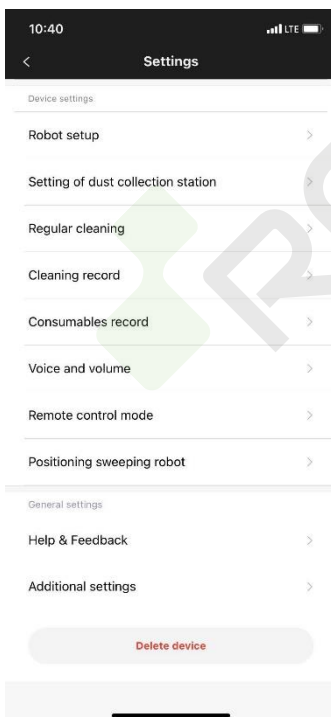 10:40
LTE
Settings
Device settings
Robot setup
Setting of dust collection station
Regular cleaning
Cleaning record
Consumables record
Voice and volume
Remote control mode
Positioning sweeping robot
General settings
Help & Feedback
Additional settings
Delete device